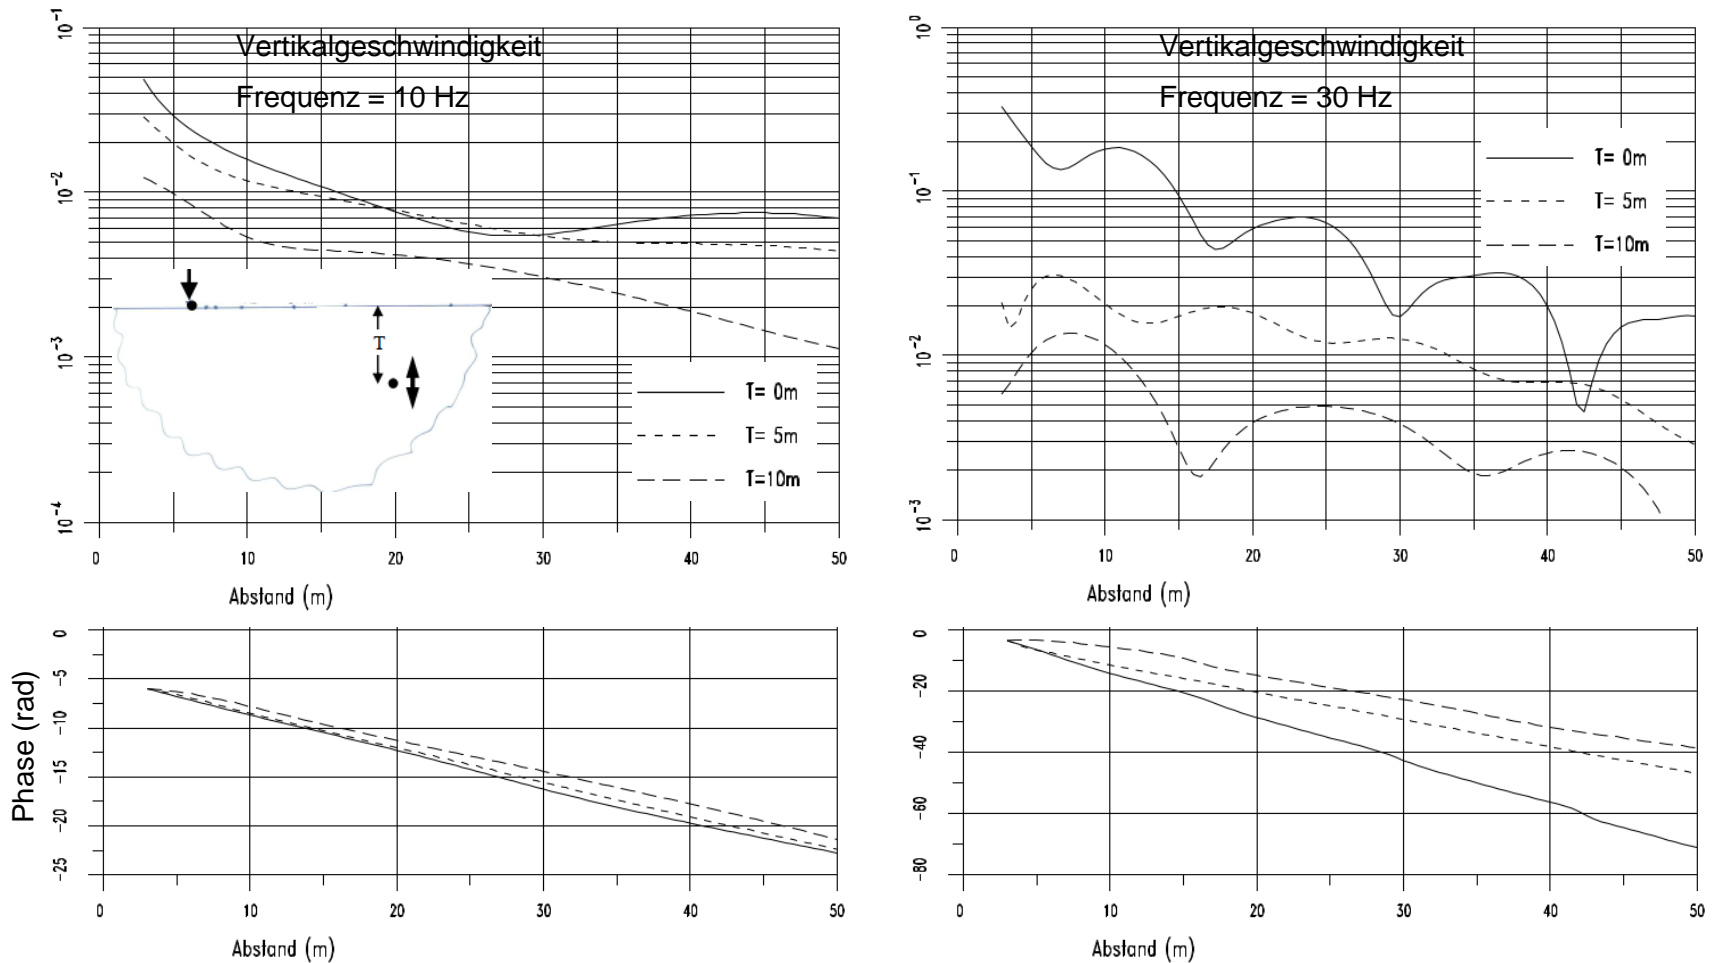 Vertikalgeschwindigkeit
Frequenz = 10 Hz
10⁻¹
10⁻²
10⁻³
10⁻⁴
T
T= 0m
T= 5m
T=10m
0 10 20 30 40 50
Abstand (m)
Vertikalgeschwindigkeit
Frequenz = 30 Hz
10⁰
10⁻¹
10⁻²
10⁻³
T= 0m
T= 5m
T=10m
0 10 20 30 40 50
Abstand (m)
Phase (rad)
0
-5
-10
-15
-20
-25
0 10 20 30 40 50
Abstand (m)
0
-20
-40
-60
-80
0 10 20 30 40 50
Abstand (m)